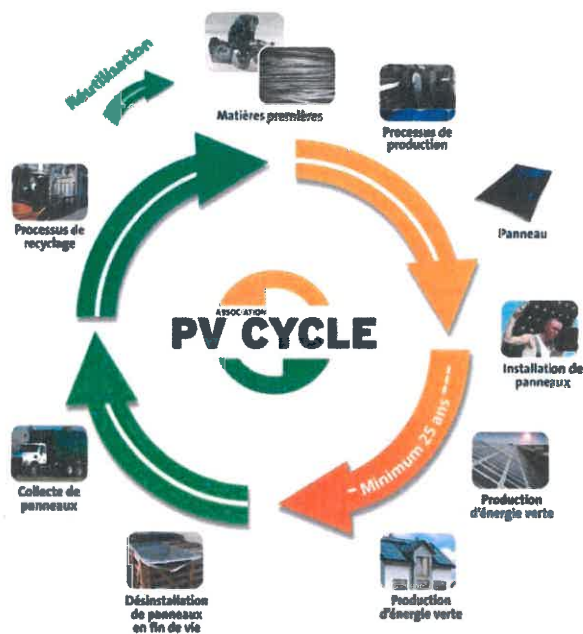 Réutilisation
Matières premières
Processus de
production
Panneau
Installation de
panneaux
Minimum 25 ans
Production
d'énergie verte
Production
d'énergie verte
Désinstallation
de panneaux
en fin de vie
Collecte de
panneaux
Processus de
recyclage
ASSOCIATION
PV CYCLE